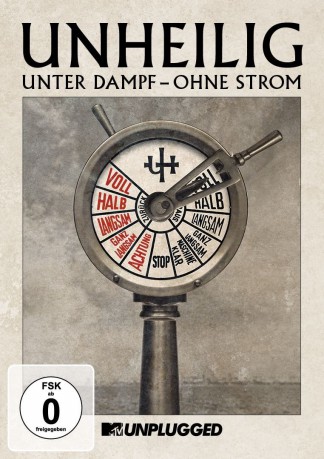 UNHEILIG
UNTER DAMPF – OHNE STROM
VOLL
HALB
LANGSAM
GANZ
LANGSAM
ACHTUNG
STOP
ZURÜCK
VOLL
HALB
LANGSAM
GANZ
LANGSAM
MASCHINE
KLAR
FSK
ab
0
freigegeben
MTV UNPLUGGED